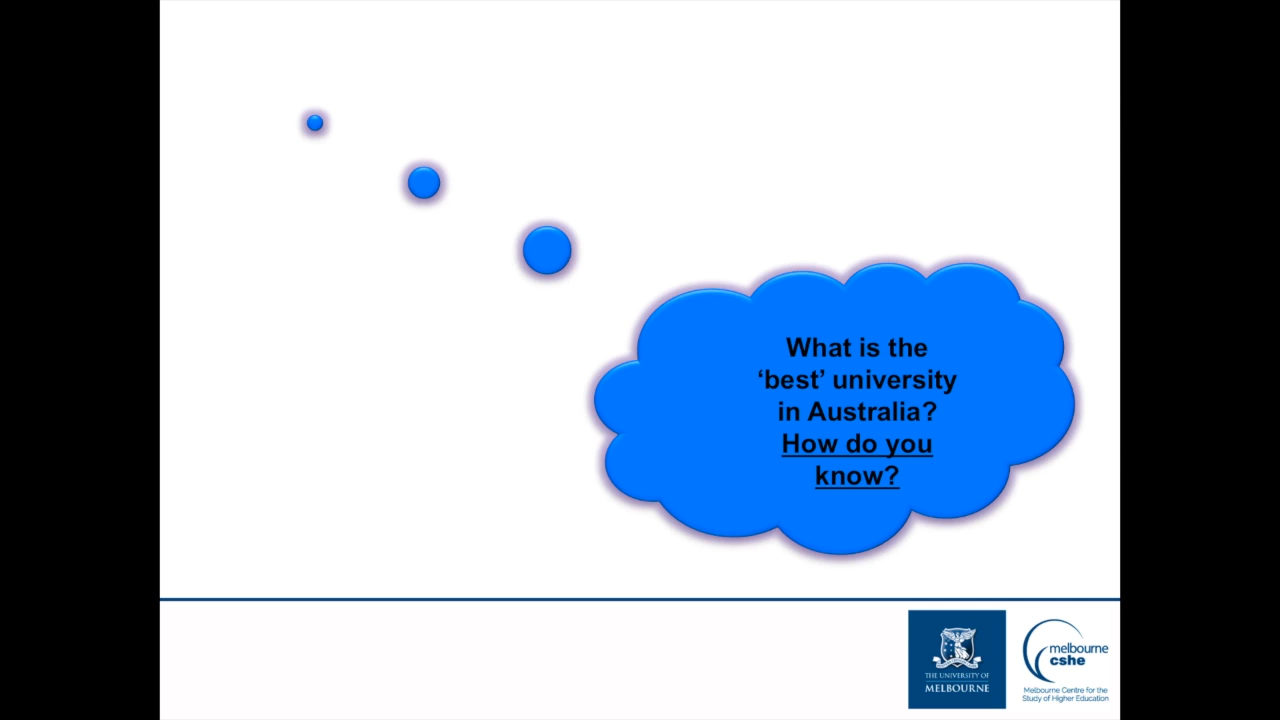 What is the
‘best’ university
in Australia?
How do you
know?
THE UNIVERSITY OF
MELBOURNE
melbourne
cshe
Melbourne Centre for the
Study of Higher Education